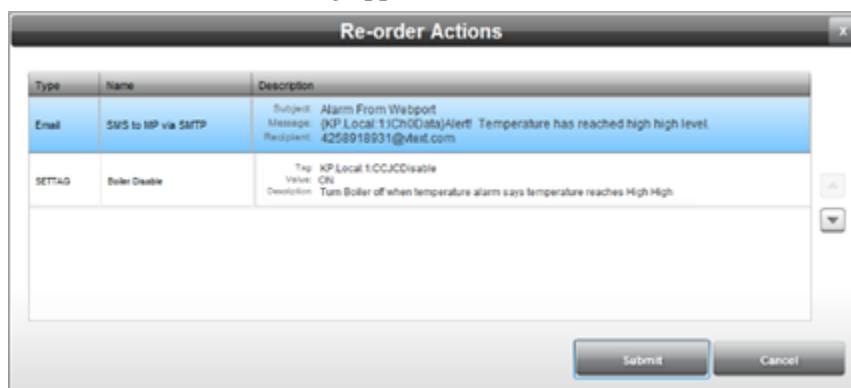 Re-order Actions
x
Type Name Description
Email SMS to MP via SMTP
Subject: Alarm From Webport
Message: {KP.Local:1:ICh0Data}Alert! Temperature has reached high high level.
Recipient: 4258918931@vtext.com
SETTAG Boiler Disable
Tag: KP.Local:1:CCJCDisable
Value: ON
Description: Turn Boiler off when temperature alarm says temperature reaches High High
Submit Cancel